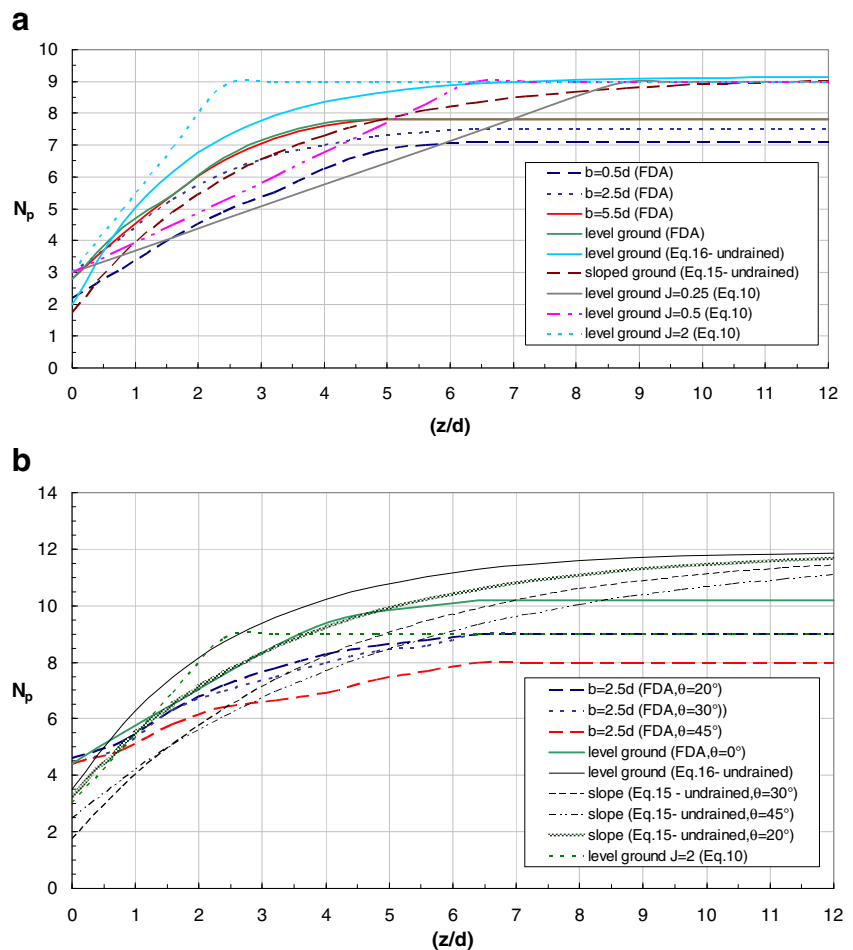 a
10
9
8
7
6
5
4
3
2
1
0
Np
b=0.5d (FDA)
b=2.5d (FDA)
b=5.5d (FDA)
level ground (FDA)
level ground (Eq.16- undrained)
sloped ground (Eq.15- undrained)
level ground J=0.25 (Eq.10)
level ground J=0.5 (Eq.10)
level ground J=2 (Eq.10)
0 1 2 3 4 5 6 7 8 9 10 11 12
(z/d)
b
14
12
10
8
6
4
2
0
Np
b=2.5d (FDA,θ=20°)
b=2.5d (FDA,θ=30°))
b=2.5d (FDA,θ=45°)
level ground (FDA,θ=0°)
level ground (Eq.16- undrained)
slope (Eq.15 - undrained,θ=30°)
slope (Eq.15- undrained,θ=45°)
slope (Eq.15- undrained,θ=20°)
level ground J=2 (Eq.10)
0 1 2 3 4 5 6 7 8 9 10 11 12
(z/d)